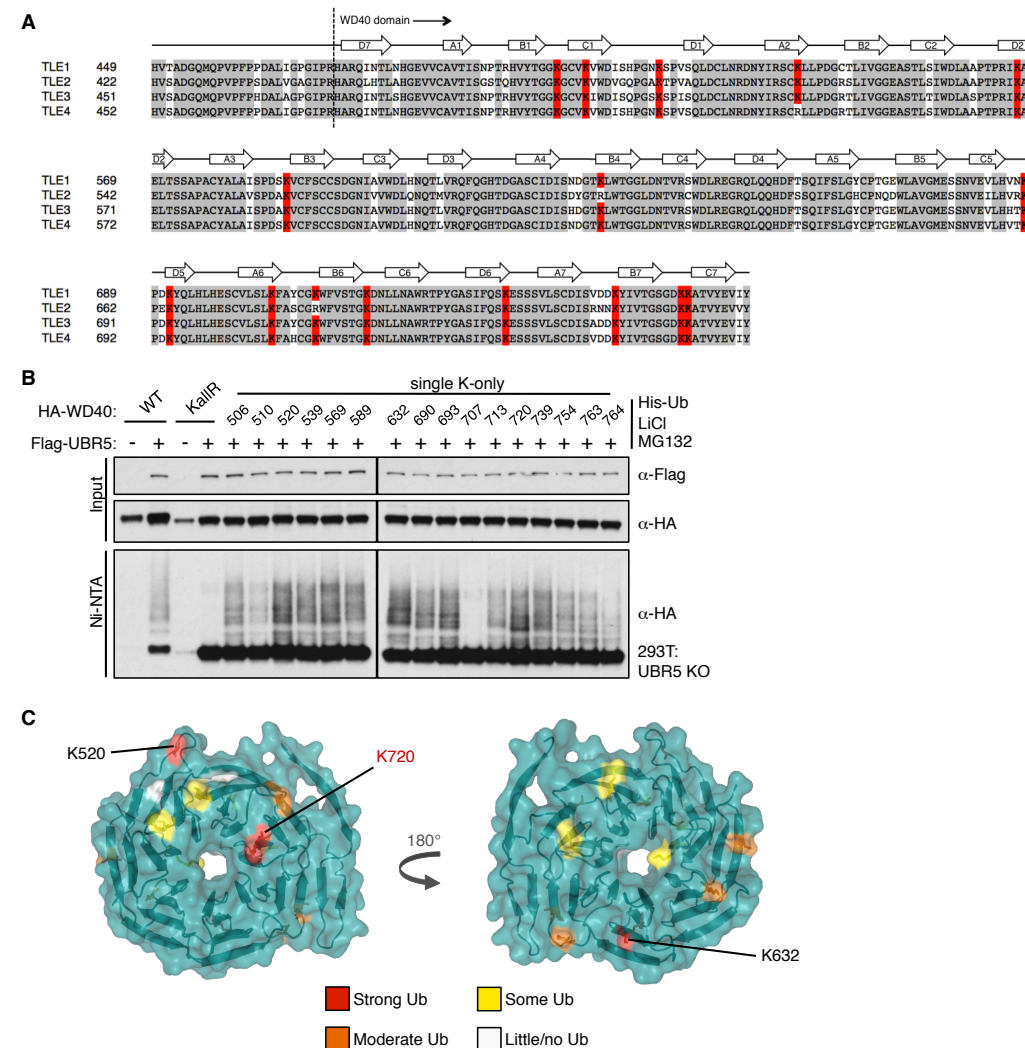 A
WD40 domain
D7 A1 B1 C1 D1 A2 B2 C2 D2
TLE1 449 HVTADGQMQPVPFPPDALIGPGIPRHARQINTLNHGEVVCAVTISNPTRHVYTGGKGCVKVWDISHPGNKSPVSQLDCLNRDNYIRSCKLLPDGCTLIVGGEASTLSIWDLAAPTPRIKA
TLE2 422 HVSADGQMQPVPFPPDALVGAGIPRHARQLHTLAHGEVVCAVTISGSTQHVYTGGKGCVKVWDVGQPGAKTPVAQLDCLNRDNYIRSCKLLPDGRSLIVGGEASTLSIWDLAAPTPRIKA
TLE3 451 HVSADGQMQPVPFPHDALAGPGIPRHARQINTLSHGEVVCAVTISNPTRHVYTGGKGCVKIWDISQPGSKSPISQLDCLNRDNYIRSCKLLPDGRTLIVGGEASTLTIWDLASPTPRIKA
TLE4 452 HVSADGQMQPVPFPPDALIGPGIPRHARQINTLNHGEVVCAVTISNPTRHVYTGGKGCVKVWDISHPGNKSPVSQLDCLNRDNYIRSCRLLPDGRTLIVGGEASTLSIWDLAAPTPRIKA
D2 A3 B3 C3 D3 A4 B4 C4 D4 A5 B5 C5
TLE1 569 ELTSSAPACYALAISPDSKVCFSCCSDGNIAVWDLHNQTLVRQFQGHTDGASCIDISNDGTKLWTGGLDNTVRSWDLREGRQLQQHDFTSQIFSLGYCPTGEWLAVGMESSNVEVLHVNK
TLE2 542 ELTSSAPACYALAVSPDAKVCFSCCSDGNIVVWDLQNQTMVRQFQGHTDGASCIDISDYGTRLWTGGLDNTVRCWDLREGRQLQQHDFSSQIFSLGHCPNQDWLAVGMESSNVEILHVRK
TLE3 571 ELTSSAPACYALAISPDAKVCFSCCSDGNIAVWDLHNQTLVRQFQGHTDGASCIDISHDGTKLWTGGLDNTVRSWDLREGRQLQQHDFTSQIFSLGYCPTGEWLAVGMESSNVEVLHHTK
TLE4 572 ELTSSAPACYALAISPDSKVCFSCCSDGNIAVWDLHNQTLVRQFQGHTDGASCIDISNDGTKLWTGGLDNTVRSWDLREGRQLQQHDFTSQIFSLGYCPTGEWLAVGMENSNVEVLHVTK
D5 A6 B6 C6 D6 A7 B7 C7
TLE1 689 PDKYQLHLHESCVLSLKFAYCGKWFVSTGKDNLLNAWRTPYGASIFQSKESSSVLSCDISVDDKYIVTGSGDKKATVYEVIY
TLE2 662 PEKYQLHLHESCVLSLKFASCGRWFVSTGKDNLLNAWRTPYGASIFQSKESSSVLSCDISRNNKYIVTGSGDKKATVYEVVY
TLE3 691 PDKYQLHLHESCVLSLKFAYCGKWFVSTGKDNLLNAWRTPYGASIFQSKESSSVLSCDISADDKYIVTGSGDKKATVYEVIY
TLE4 692 PDKYQLHLHESCVLSLKFAHCGKWFVSTGKDNLLNAWRTPYGASIFQSKESSSVLSCDISVDDKYIVTGSGDKKATVYEVIY
B
single K-only
HA-WD40: WT KallR 506 510 520 539 569 589 632 690 693 707 713 720 739 754 763 764
His-Ub
LiCl
MG132
Flag-UBR5: - + - + + + + + + + + + + + + + + + + + +
Input
α-Flag
α-HA
Ni-NTA
α-HA
293T:
UBR5 KO
C
K520
K720
180°
K632
Strong Ub
Some Ub
Moderate Ub
Little/no Ub